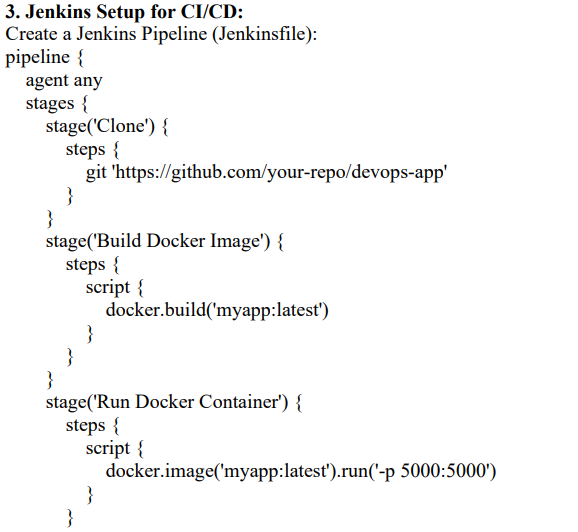 3. Jenkins Setup for CI/CD:
Create a Jenkins Pipeline (Jenkinsfile):
pipeline {
agent any
stages {
stage('Clone') {
steps {
git 'https://github.com/your-repo/devops-app'
}
}
stage('Build Docker Image') {
steps {
script {
docker.build('myapp:latest')
}
}
}
stage('Run Docker Container') {
steps {
script {
docker.image('myapp:latest').run('-p 5000:5000')
}
}